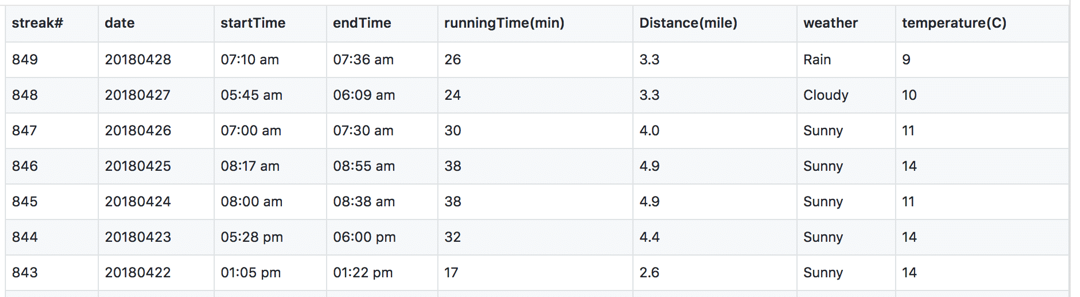 streak# date startTime endTime runningTime(min) Distance(mile) weather temperature(C)
849 20180428 07:10 am 07:36 am 26 3.3 Rain 9
848 20180427 05:45 am 06:09 am 24 3.3 Cloudy 10
847 20180426 07:00 am 07:30 am 30 4.0 Sunny 11
846 20180425 08:17 am 08:55 am 38 4.9 Sunny 14
845 20180424 08:00 am 08:38 am 38 4.9 Sunny 11
844 20180423 05:28 pm 06:00 pm 32 4.4 Sunny 14
843 20180422 01:05 pm 01:22 pm 17 2.6 Sunny 14